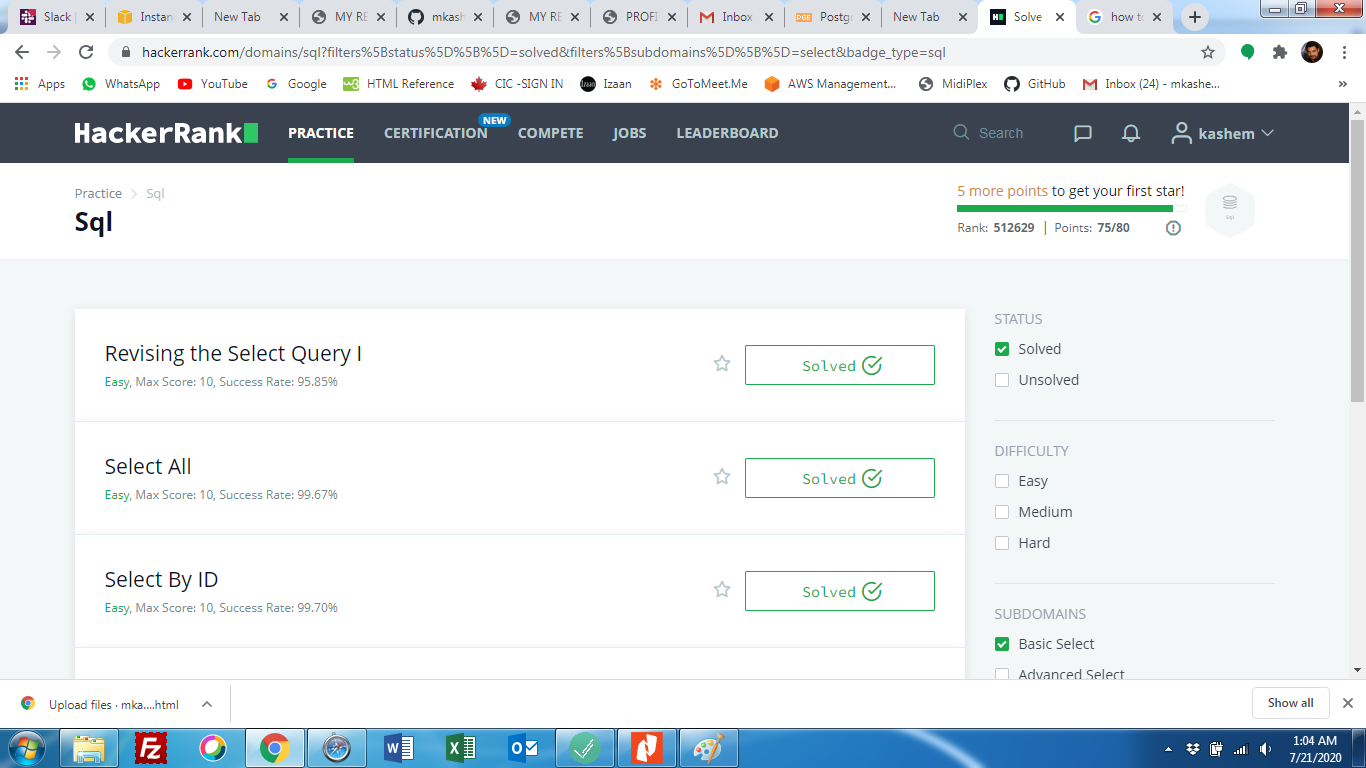 Slack
Instan
New Tab
MY RE
mkash
MY RE
PROFI
Inbox
Postgr
New Tab
Solve
how to
hackerrank.com/domains/sql?filters%5Bstatus%5D%5B%5D=solved&filters%5Bsubdomains%5D%5B%5D=select&badge_type=sql
Apps WhatsApp YouTube Google HTML Reference CIC -SIGN IN Izaan GoToMeet.Me AWS Management... MidiPlex GitHub Inbox (24) - mkashe... »
HackerRank PRACTICE CERTIFICATION NEW COMPETE JOBS LEADERBOARD Search kashem
Practice > Sql
Sql
5 more points to get your first star!
Rank: 512629 | Points: 75/80
Sql
Revising the Select Query I
Easy, Max Score: 10, Success Rate: 95.85%
Solved
Select All
Easy, Max Score: 10, Success Rate: 99.67%
Solved
Select By ID
Easy, Max Score: 10, Success Rate: 99.70%
Solved
STATUS
Solved
Unsolved
DIFFICULTY
Easy
Medium
Hard
SUBDOMAINS
Basic Select
Advanced Select
Upload files · mka....html
Show all
1:04 AM
7/21/2020